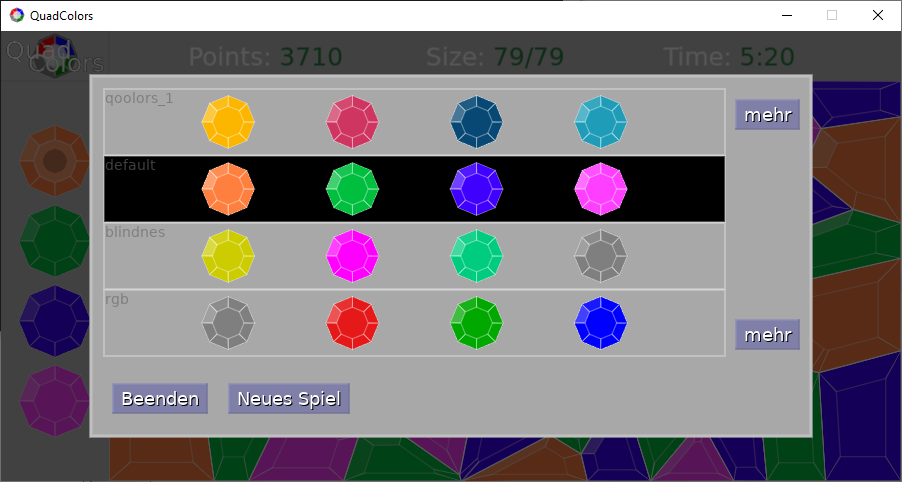 QuadColors
Quad
Colors
Points: 3710
Size: 79/79
Time: 5:20
qoolors_1
mehr
default
blindnes
rgb
mehr
Beenden
Neues Spiel